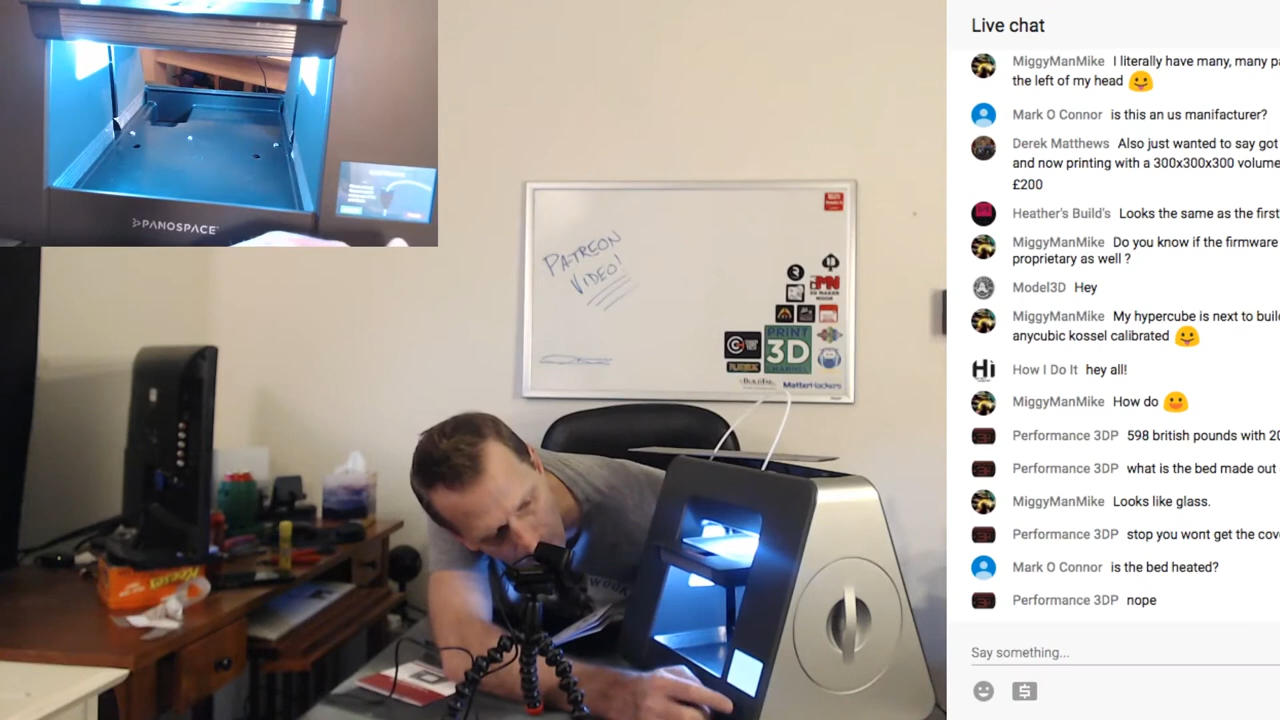 PANOSPACE
PATREON
VIDEO!
PRINT
3D
CHANNEL
MatterHackers
Live chat
MiggyManMike I literally have many, many pa
the left of my head
Mark O Connor is this an us manifacturer?
Derek Matthews Also just wanted to say got
and now printing with a 300x300x300 volume
£200
Heather's Build's Looks the same as the first
MiggyManMike Do you know if the firmware
proprietary as well ?
Model3D Hey
MiggyManMike My hypercube is next to build
anycubic kossel calibrated
Hi How I Do It hey all!
MiggyManMike How do
Performance 3DP 598 british pounds with 20
Performance 3DP what is the bed made out
MiggyManMike Looks like glass.
Performance 3DP stop you wont get the cov
Mark O Connor is the bed heated?
Performance 3DP nope
Say something...